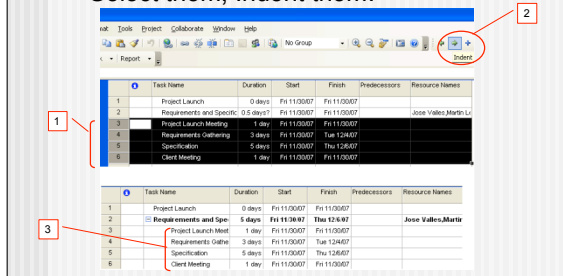 Select them, Indent them.
2
mat Tools Project Collaborate Window Help
No Group
Report
Indent
Task Name Duration Start Finish Predecessors Resource Names
1 Project Launch 0 days Fri 11/30/07 Fri 11/30/07
2 Requirements and Specific 0.5 days? Fri 11/30/07 Fri 11/30/07 Jose Valles,Martin Le
1
3 Project Launch Meeting 1 day Fri 11/30/07 Fri 11/30/07
4 Requirements Gathering 3 days Fri 11/30/07 Tue 12/4/07
5 Specification 5 days Fri 11/30/07 Thu 12/6/07
6 Client Meeting 1 day Fri 11/30/07 Fri 11/30/07
Task Name Duration Start Finish Predecessors Resource Names
1 Project Launch 0 days Fri 11/30/07 Fri 11/30/07
2 Requirements and Spe 5 days Fri 11/30/07 Thu 12/6/07 Jose Valles,Martin
3
3 Project Launch Meet 1 day Fri 11/30/07 Fri 11/30/07
4 Requirements Gathe 3 days Fri 11/30/07 Tue 12/4/07
5 Specification 5 days Fri 11/30/07 Thu 12/6/07
6 Client Meeting 1 day Fri 11/30/07 Fri 11/30/07